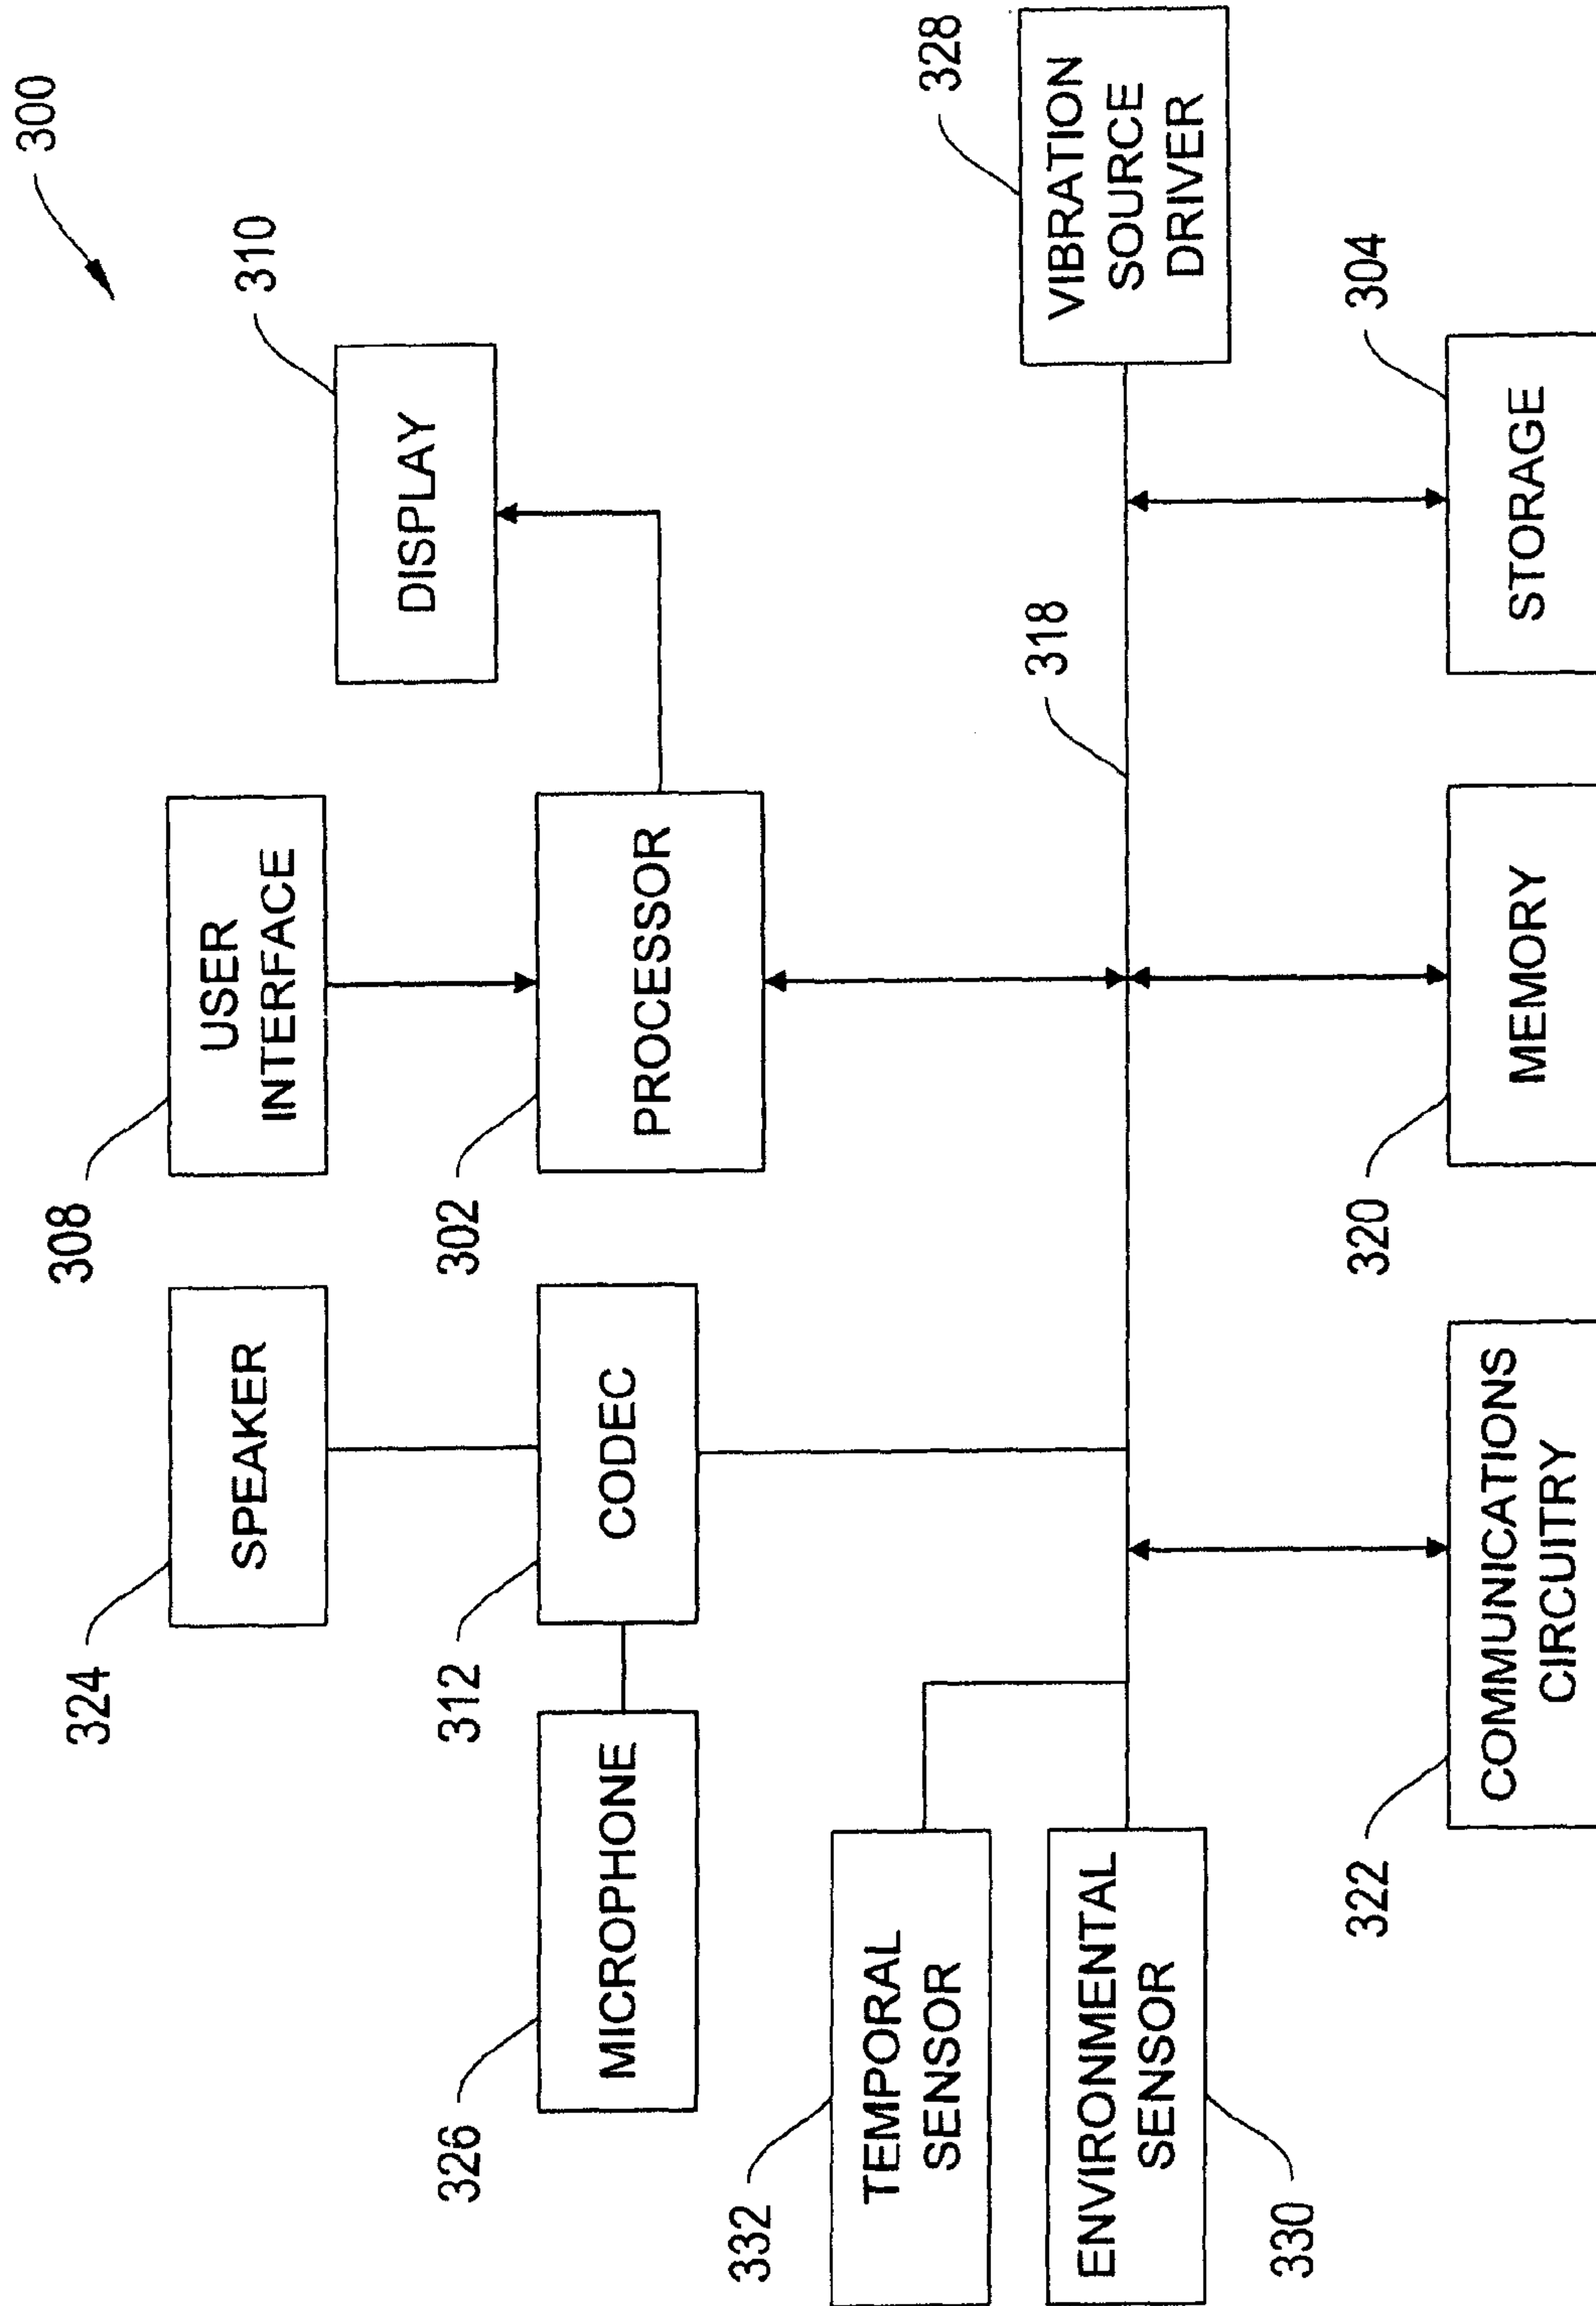 300
324
SPEAKER
308
USER
INTERFACE
310
DISPLAY
326
MICROPHONE
312
CODEC
302
PROCESSOR
332
TEMPORAL
SENSOR
330
ENVIRONMENTAL
SENSOR
318
328
VIBRATION
SOURCE
DRIVER
322
COMMUNICATIONS
CIRCUITRY
320
MEMORY
304
STORAGE